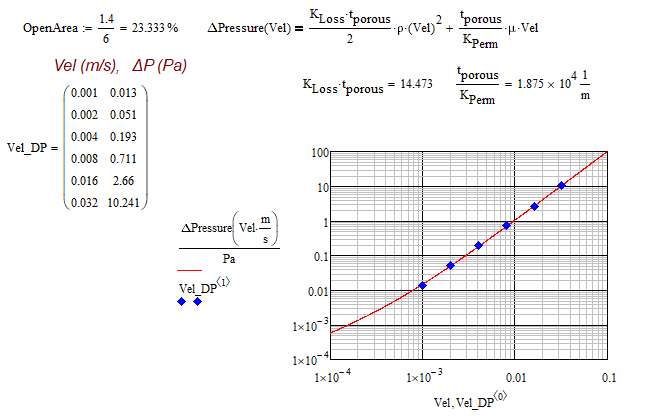 OpenArea := 1.4/6 = 23.333 %
ΔPressure(Vel) = K_Loss·t_porous/2·ρ·(Vel)² + t_porous/K_Perm·μ·Vel
Vel (m/s), ΔP (Pa)
K_Loss·t_porous = 14.473
t_porous/K_Perm = 1.875 × 10⁴ 1/m
Vel_DP =
0.001 0.013
0.002 0.051
0.004 0.193
0.008 0.711
0.016 2.66
0.032 10.241
ΔPressure(Vel·m/s)
Pa
Vel_DP⟨1⟩
100
10
1
0.1
0.01
1×10⁻³
1×10⁻⁴
1×10⁻⁴ 1×10⁻³ 0.01 0.1
Vel, Vel_DP⟨0⟩